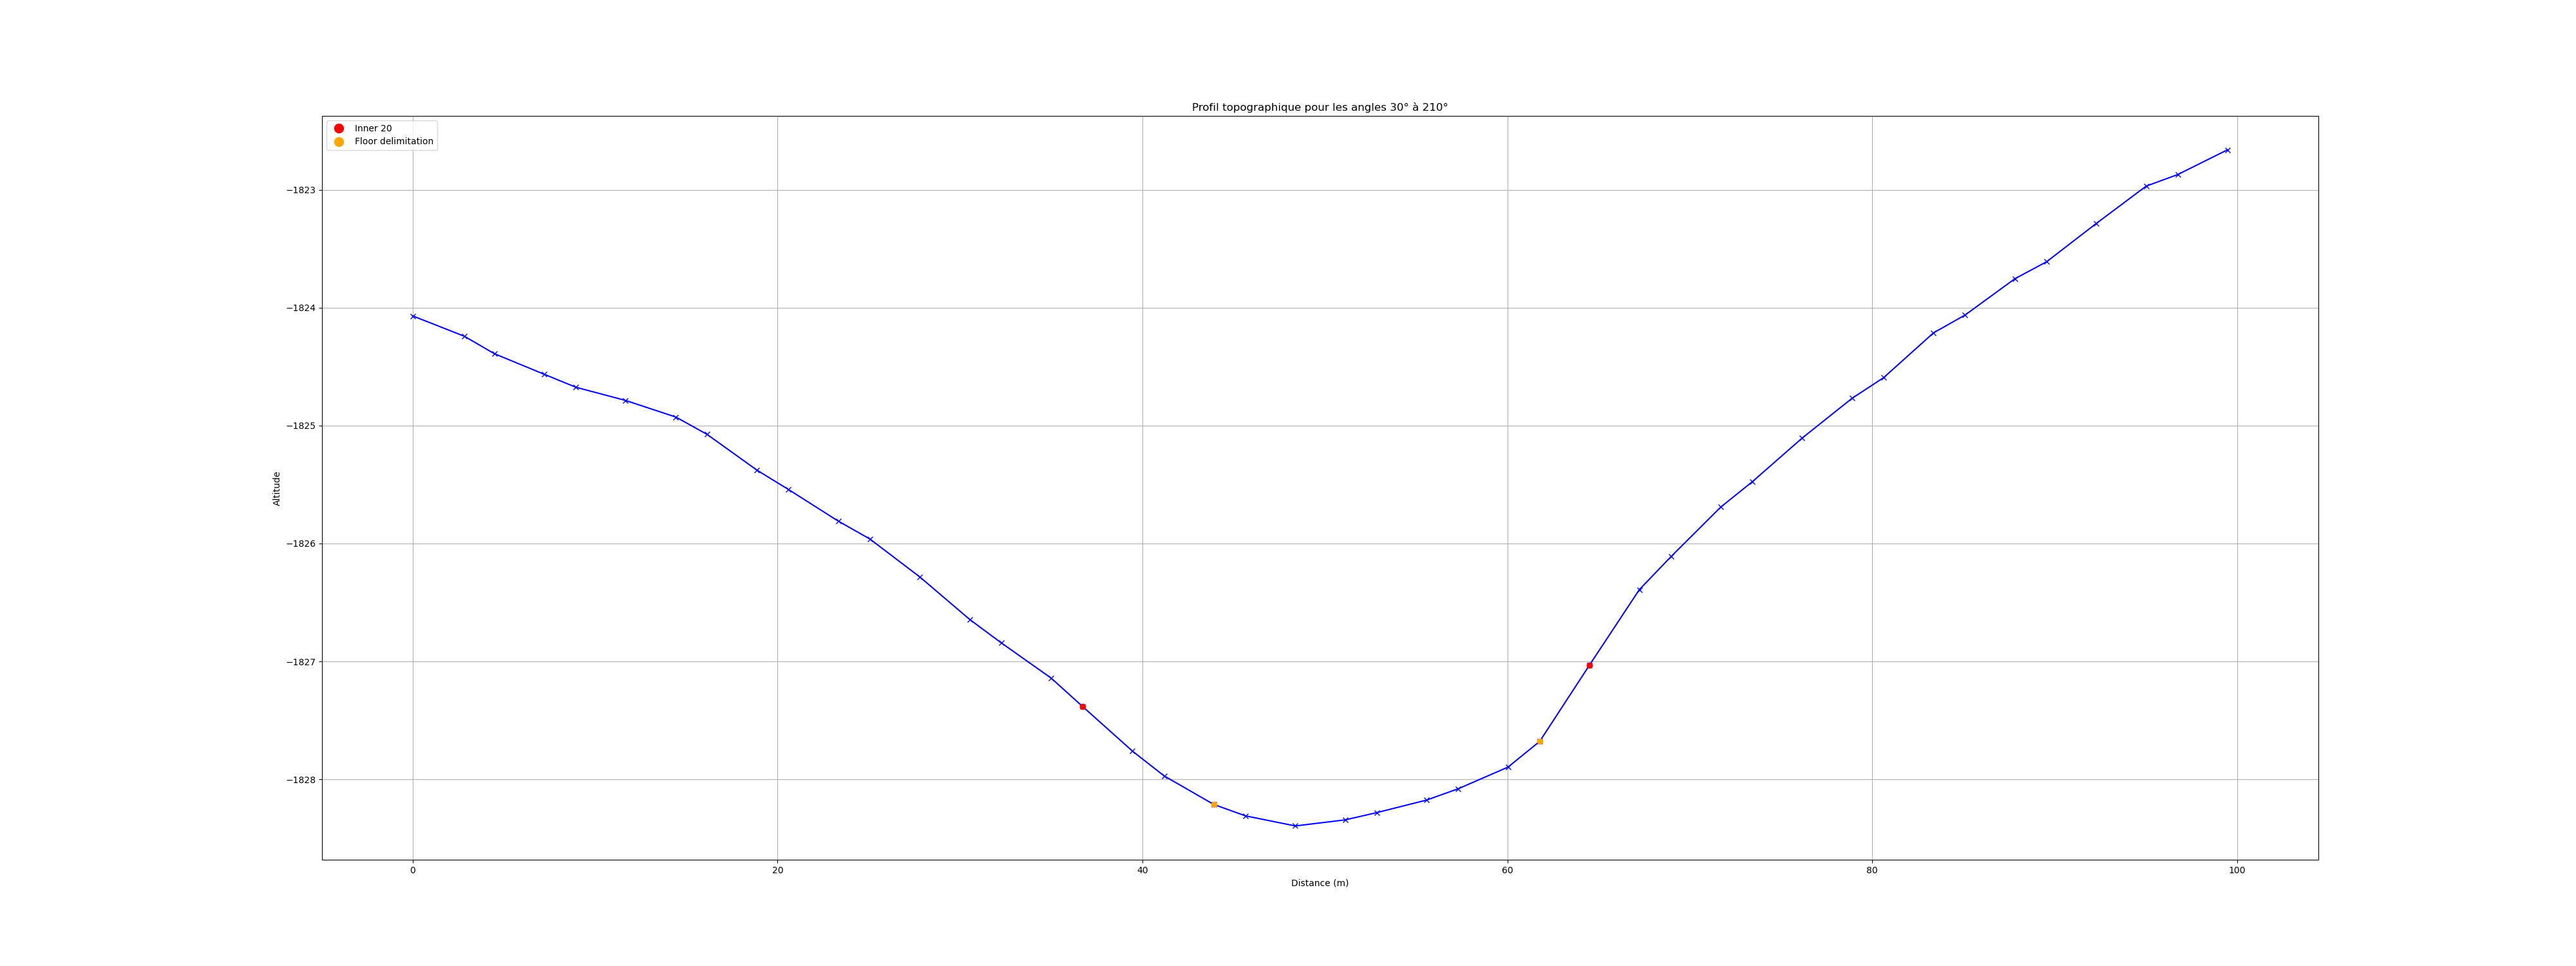 Profil topographique pour les angles 30° à 210°
Inner 20
Floor delimitation
−1823
−1824
−1825
−1826
−1827
−1828
Altitude
0 20 40 60 80 100
Distance (m)